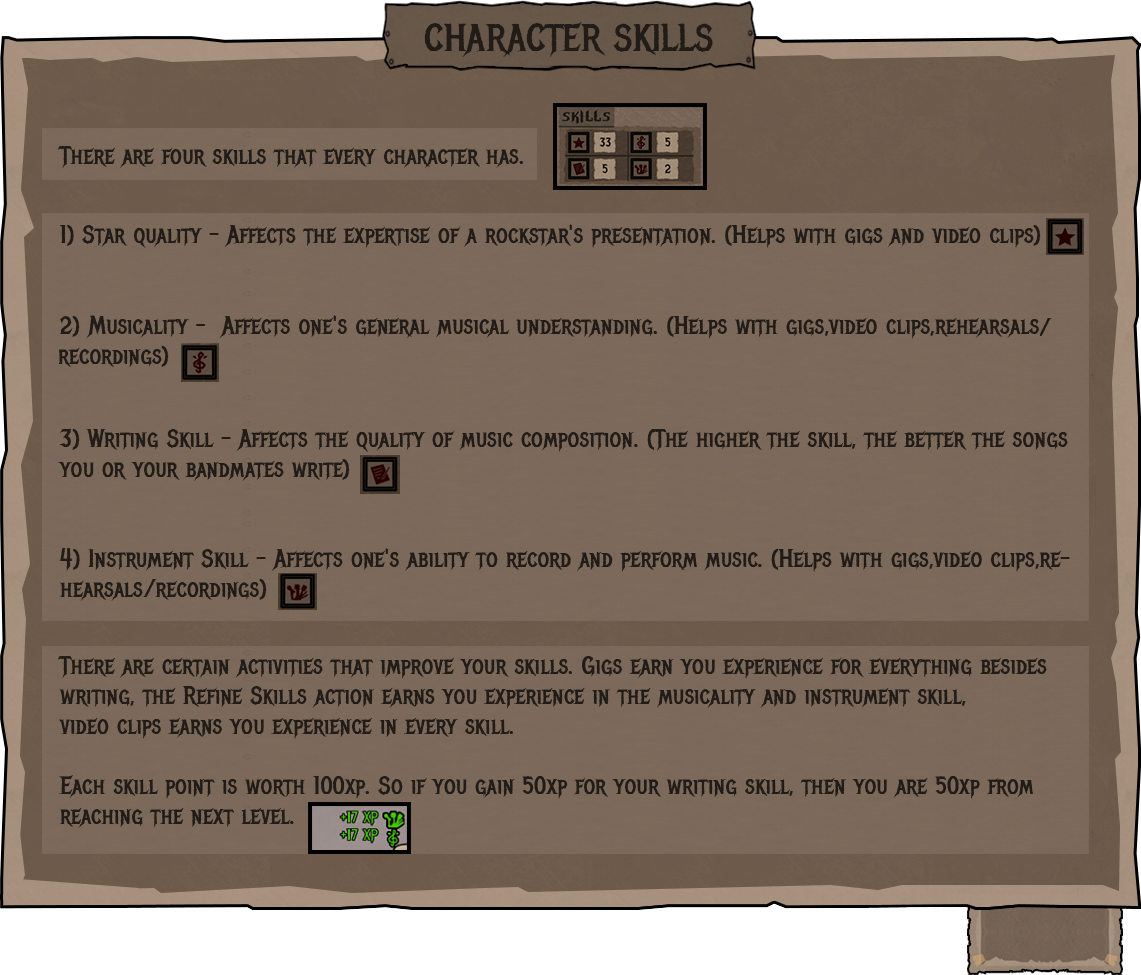 Character Skills
There are four skills that every character has.
Skills
33 5
5 2
1) Star quality - Affects the expertise of a rockstar's presentation. (Helps with gigs and video clips)
2) Musicality - Affects one's general musical understanding. (Helps with gigs,video clips,rehearsals/
recordings)
3) Writing Skill - Affects the quality of music composition. (The higher the skill, the better the songs
you or your bandmates write)
4) Instrument Skill - Affects one's ability to record and perform music. (Helps with gigs,video clips,re-
hearsals/recordings)
There are certain activities that improve your skills. Gigs earn you experience for everything besides
writing, the Refine Skills action earns you experience in the musicality and instrument skill,
video clips earns you experience in every skill.
Each skill point is worth 100xp. So if you gain 50xp for your writing skill, then you are 50xp from
reaching the next level.
+17 XP
+17 XP